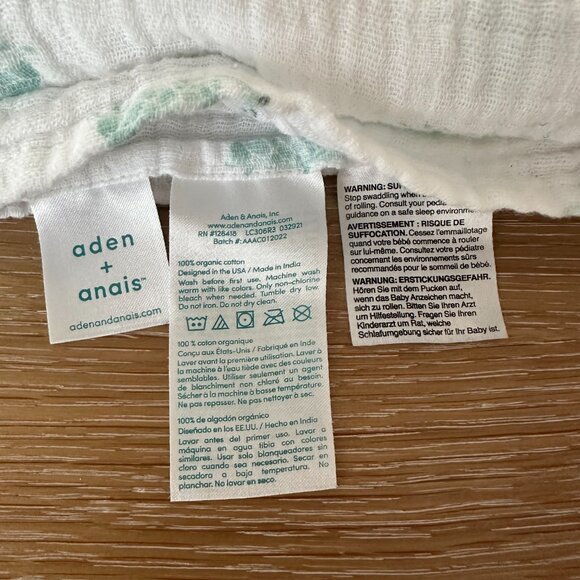 aden
+
anais™
adenandanais.com
Aden & Anais, Inc
www.adenandanais.com
RN #128418 LC306R3 032921
Batch #: AAAC012022
100% organic cotton
Designed in the USA / Made in India
Wash before first use. Machine wash
warm with like colors. Only non-chlorine
bleach when needed. Tumble dry low.
Do not iron. Do not dry clean.
100 % coton organique
Conçu aux États-Unis / Fabriqué en Inde
Laver avant la première utilisation. Laver à
la machine à l'eau tiède avec des couleurs
semblables. Utiliser seulement un agent
de blanchiment non chloré au besoin.
Sécher à la machine à basse température.
Ne pas repasser. Ne pas nettoyer à sec.
100% de algodón orgánico
Diseñado en los EE.UU. / Hecho en India
Lavar antes del primer uso. Lavar a
máquina en agua tibia con colores
similares. Usar solo blanqueadores sin
cloro cuando sea necesario. Secar en
secadora a baja temperatura. No
planchar. No lavar en seco.
WARNING:
Stop swaddling when
of rolling. Consult your
guidance on a safe sleep
AVERTISSEMENT : RISQUE DE
SUFFOCATION. Cessez l'emmaillotage
quand votre bébé commence à rouler
sur lui-même. Consultez votre pédiatre
concernant les environnements sûrs
recommandés pour le sommeil de bébé.
WARNUNG: ERSTICKUNGSGEFAHR.
Hören Sie mit dem Pucken auf,
wenn das Baby Anzeichen macht,
sich zu rollen. Bitten Sie Ihren Arzt
um Hilfestellung. Fragen Sie Ihren
Kinderarzt um Rat, welche
Schlafumgebung sicher für Ihr Baby ist.